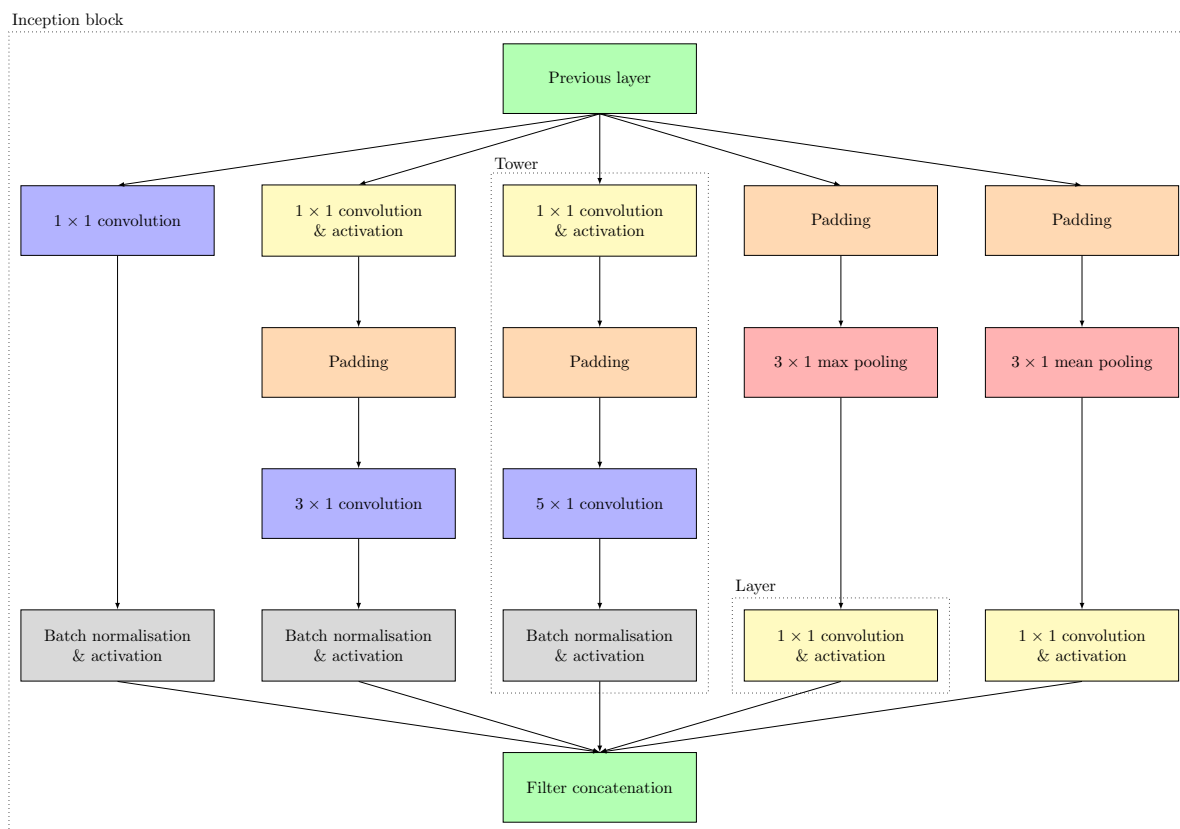 Inception block
Previous layer
Tower
1 × 1 convolution
1 × 1 convolution
& activation
1 × 1 convolution
& activation
Padding
Padding
Padding
Padding
3 × 1 max pooling
3 × 1 mean pooling
3 × 1 convolution
5 × 1 convolution
Layer
Batch normalisation
& activation
Batch normalisation
& activation
Batch normalisation
& activation
1 × 1 convolution
& activation
1 × 1 convolution
& activation
Filter concatenation